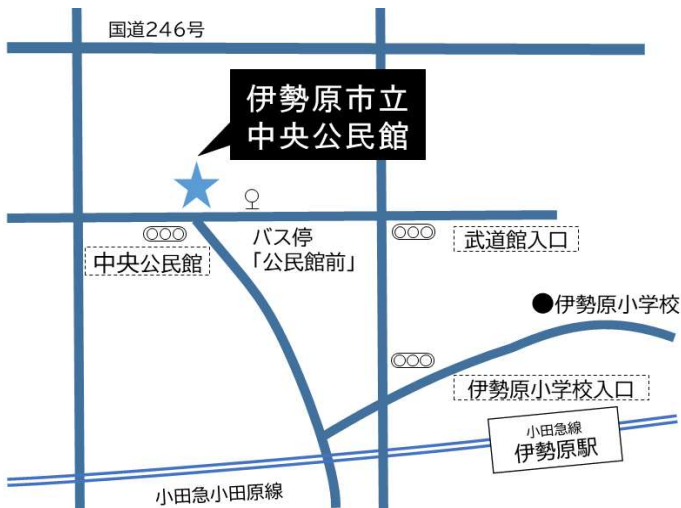 国道246号
伊勢原市立
中央公民館
バス停
「公民館前」
中央公民館
武道館入口
●伊勢原小学校
伊勢原小学校入口
小田急線
伊勢原駅
小田急小田原線